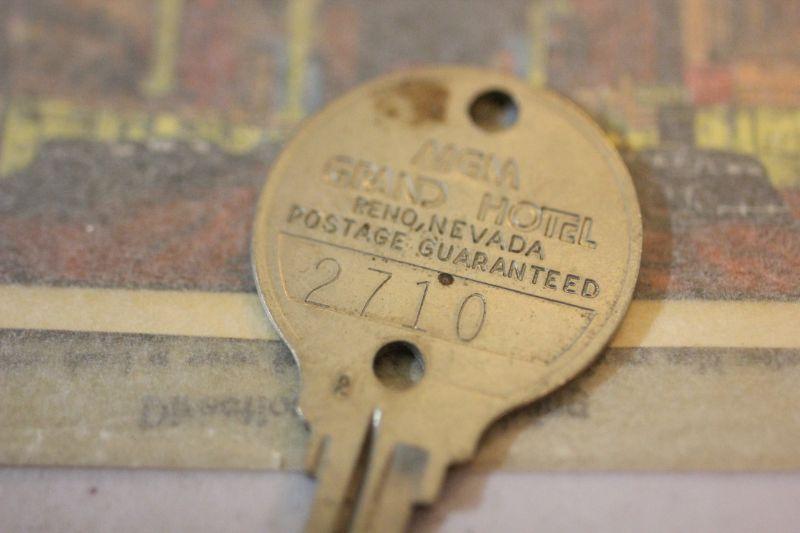 MGM
GRAND HOTEL
RENO, NEVADA
POSTAGE GUARANTEED
2710